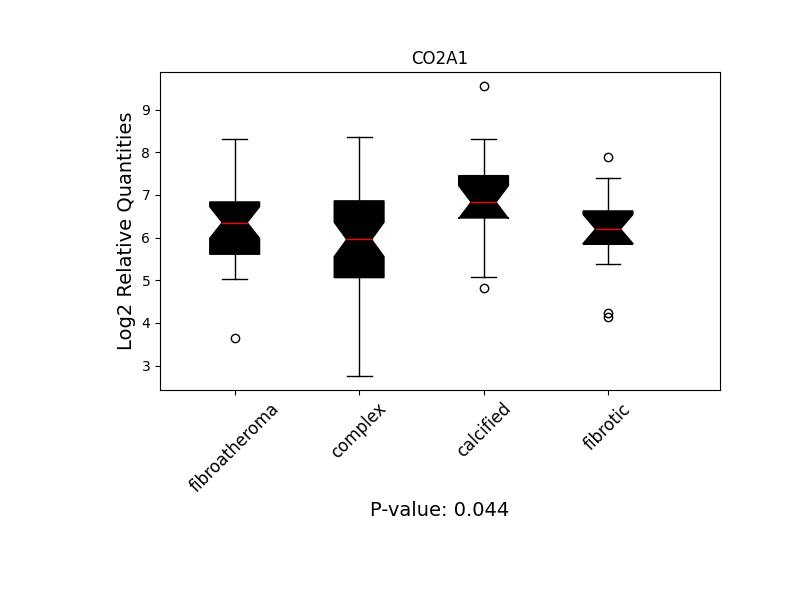 CO2A1
Log2 Relative Quantities
9
8
7
6
5
4
3
fibroatheroma
complex
calcified
fibrotic
P-value: 0.044